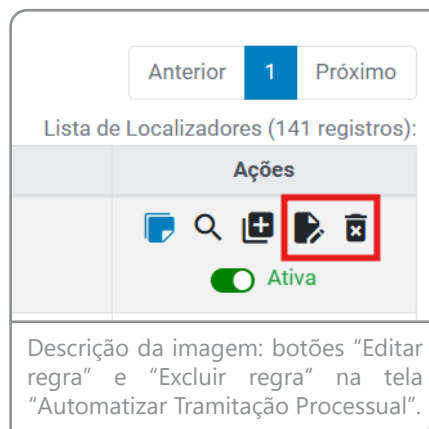 Anterior 1 Próximo
Lista de Localizadores (141 registros):
Ações
Ativa
Descrição da imagem: botões “Editar
regra” e “Excluir regra” na tela
“Automatizar Tramitação Processual”.